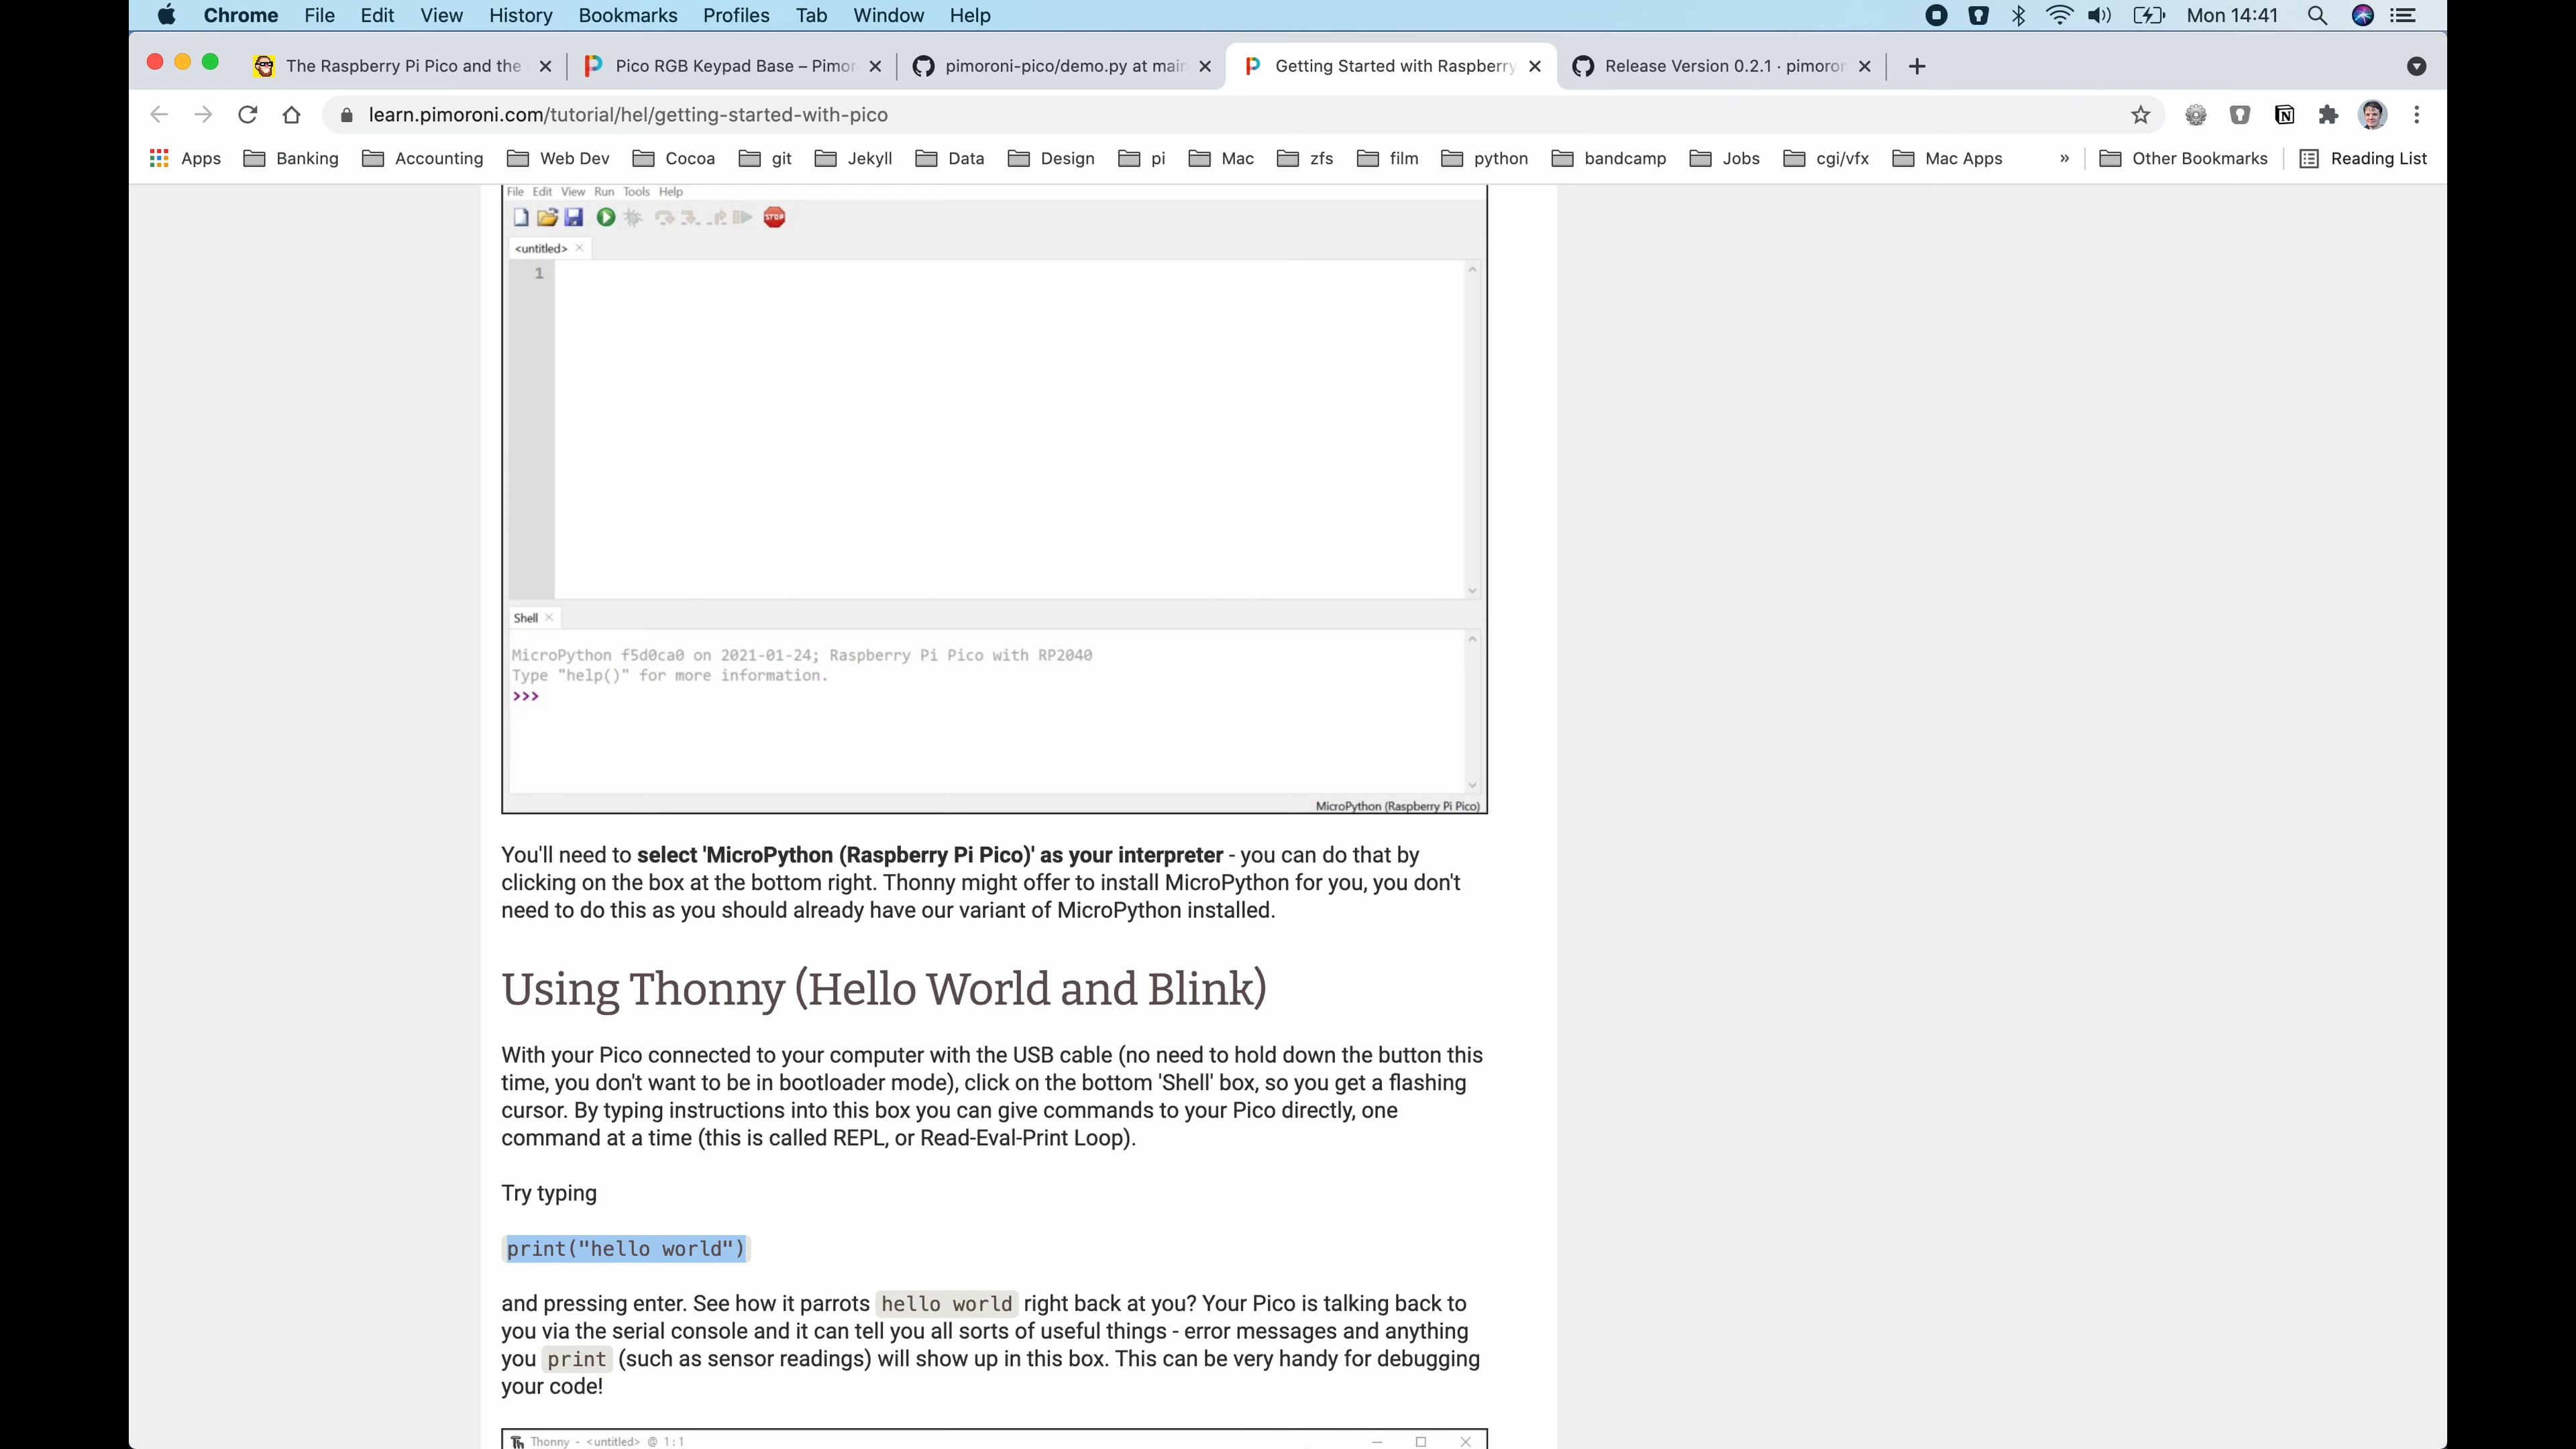 Chrome File Edit View History Bookmarks Profiles Tab Window Help Mon 14:41
The Raspberry Pi Pico and the
Pico RGB Keypad Base – Pimor
pimoroni-pico/demo.py at main
Getting Started with Raspberry
Release Version 0.2.1 · pimoron
learn.pimoroni.com/tutorial/hel/getting-started-with-pico
Apps Banking Accounting Web Dev Cocoa git Jekyll Data Design pi Mac zfs film python bandcamp Jobs cgi/vfx Mac Apps » Other Bookmarks Reading List
File Edit View Run Tools Help
STOP
<untitled>
1
Shell
MicroPython f5d0ca0 on 2021-01-24; Raspberry Pi Pico with RP2040
Type "help()" for more information.
>>>
MicroPython (Raspberry Pi Pico)
You'll need to select 'MicroPython (Raspberry Pi Pico)' as your interpreter - you can do that by
clicking on the box at the bottom right. Thonny might offer to install MicroPython for you, you don't
need to do this as you should already have our variant of MicroPython installed.
Using Thonny (Hello World and Blink)
With your Pico connected to your computer with the USB cable (no need to hold down the button this
time, you don't want to be in bootloader mode), click on the bottom 'Shell' box, so you get a flashing
cursor. By typing instructions into this box you can give commands to your Pico directly, one
command at a time (this is called REPL, or Read-Eval-Print Loop).
Try typing
print("hello world")
and pressing enter. See how it parrots hello world right back at you? Your Pico is talking back to
you via the serial console and it can tell you all sorts of useful things - error messages and anything
you print (such as sensor readings) will show up in this box. This can be very handy for debugging
your code!
Thonny - <untitled> @ 1:1